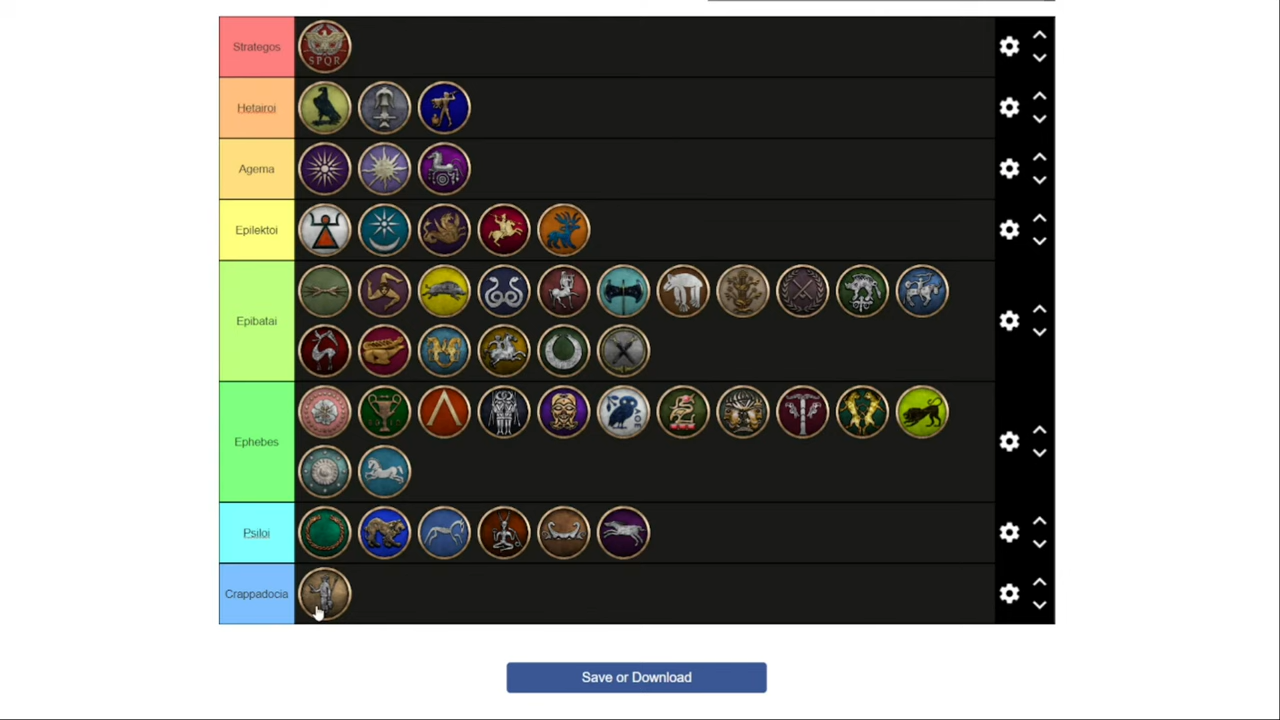 Strategos
SPQR
Hetairoi
Agema
Epilektoi
Epibatai
Ephebes
ΑΘΕ
Psiloi
Crappadocia
Save or Download